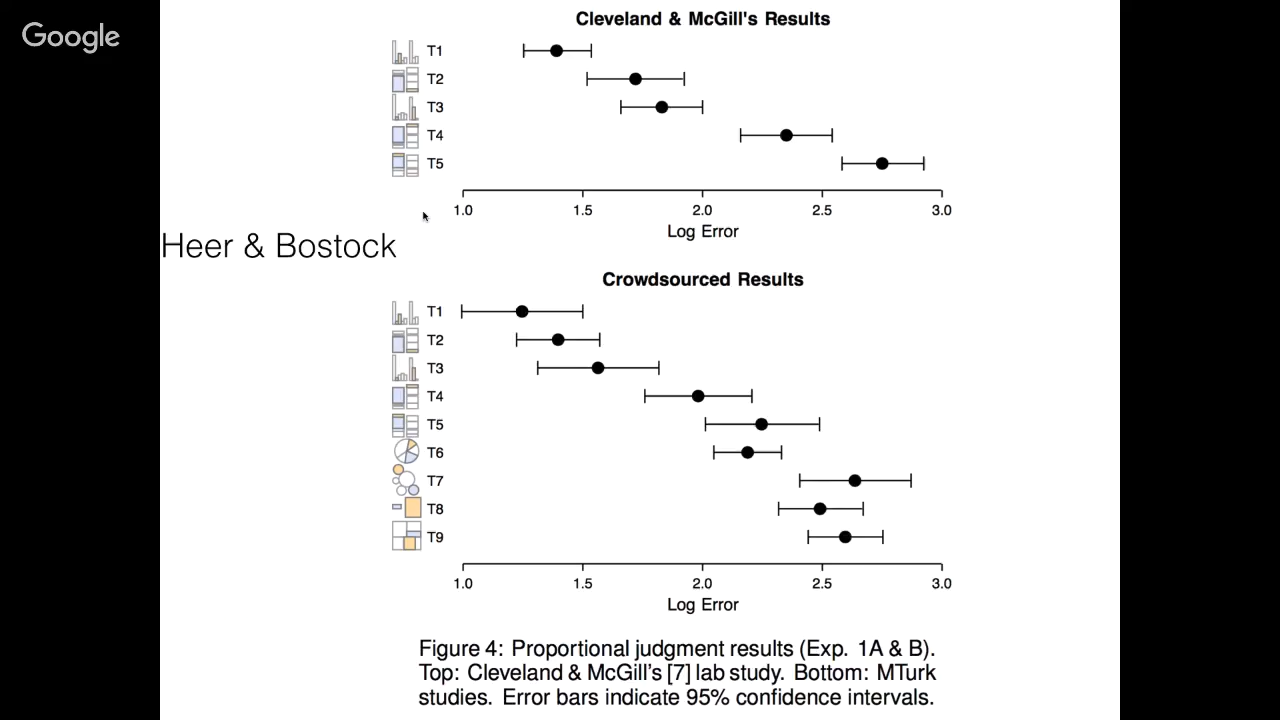 Google
Cleveland & McGill's Results
T1
T2
T3
T4
T5
1.0 1.5 2.0 2.5 3.0
Log Error
Heer & Bostock
Crowdsourced Results
T1
T2
T3
T4
T5
T6
T7
T8
T9
1.0 1.5 2.0 2.5 3.0
Log Error
Figure 4: Proportional judgment results (Exp. 1A & B).
Top: Cleveland & McGill’s [7] lab study. Bottom: MTurk
studies. Error bars indicate 95% confidence intervals.